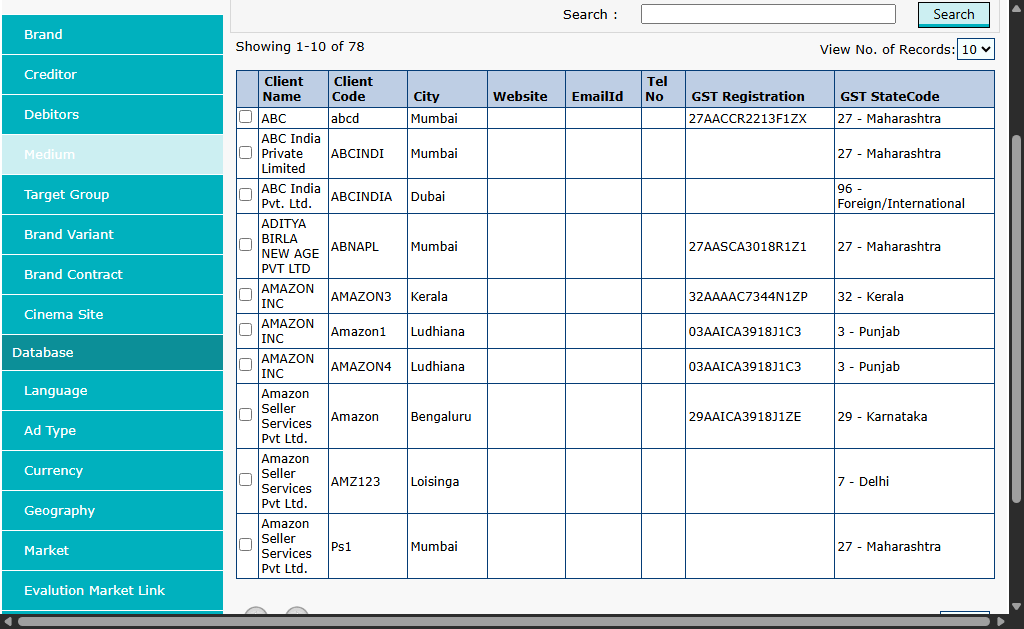 Search :
Search
Brand
Showing 1-10 of 78
View No. of Records: 10
Creditor
Debitors
Medium
Target Group
Brand Variant
Brand Contract
Cinema Site
Database
Language
Ad Type
Currency
Geography
Market
Evalution Market Link
Client Name Client Code City Website EmailId Tel No GST Registration GST StateCode
ABC abcd Mumbai 27AACCR2213F1ZX 27 - Maharashtra
ABC India Private Limited ABCINDI Mumbai 27 - Maharashtra
ABC India Pvt. Ltd. ABCINDIA Dubai 96 - Foreign/International
ADITYA BIRLA NEW AGE PVT LTD ABNAPL Mumbai 27AASCA3018R1Z1 27 - Maharashtra
AMAZON INC AMAZON3 Kerala 32AAAAC7344N1ZP 32 - Kerala
AMAZON INC Amazon1 Ludhiana 03AAICA3918J1C3 3 - Punjab
AMAZON INC AMAZON4 Ludhiana 03AAICA3918J1C3 3 - Punjab
Amazon Seller Services Pvt Ltd. Amazon Bengaluru 29AAICA3918J1ZE 29 - Karnataka
Amazon Seller Services Pvt Ltd. AMZ123 Loisinga 7 - Delhi
Amazon Seller Services Pvt Ltd. Ps1 Mumbai 27 - Maharashtra